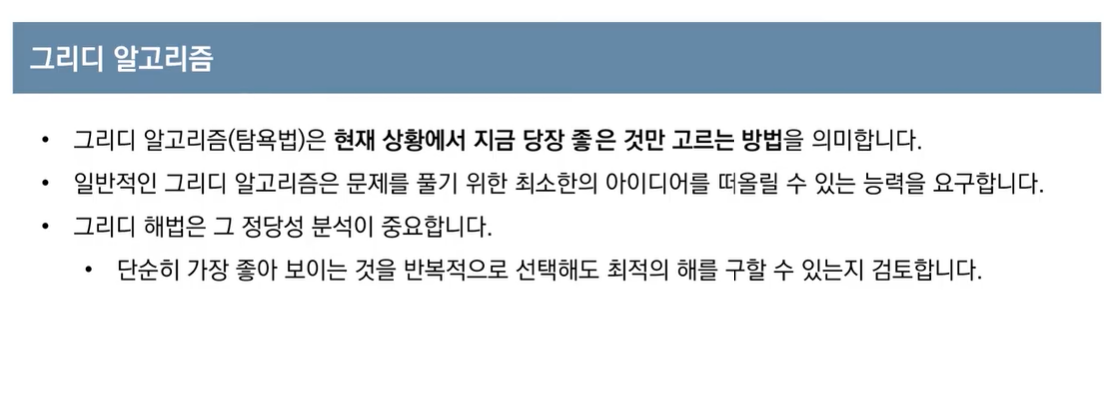 그리디 알고리즘
• 그리디 알고리즘(탐욕법)은 현재 상황에서 지금 당장 좋은 것만 고르는 방법을 의미합니다.
• 일반적인 그리디 알고리즘은 문제를 풀기 위한 최소한의 아이디어를 떠올릴 수 있는 능력을 요구합니다.
• 그리디 해법은 그 정당성 분석이 중요합니다.
• 단순히 가장 좋아 보이는 것을 반복적으로 선택해도 최적의 해를 구할 수 있는지 검토합니다.